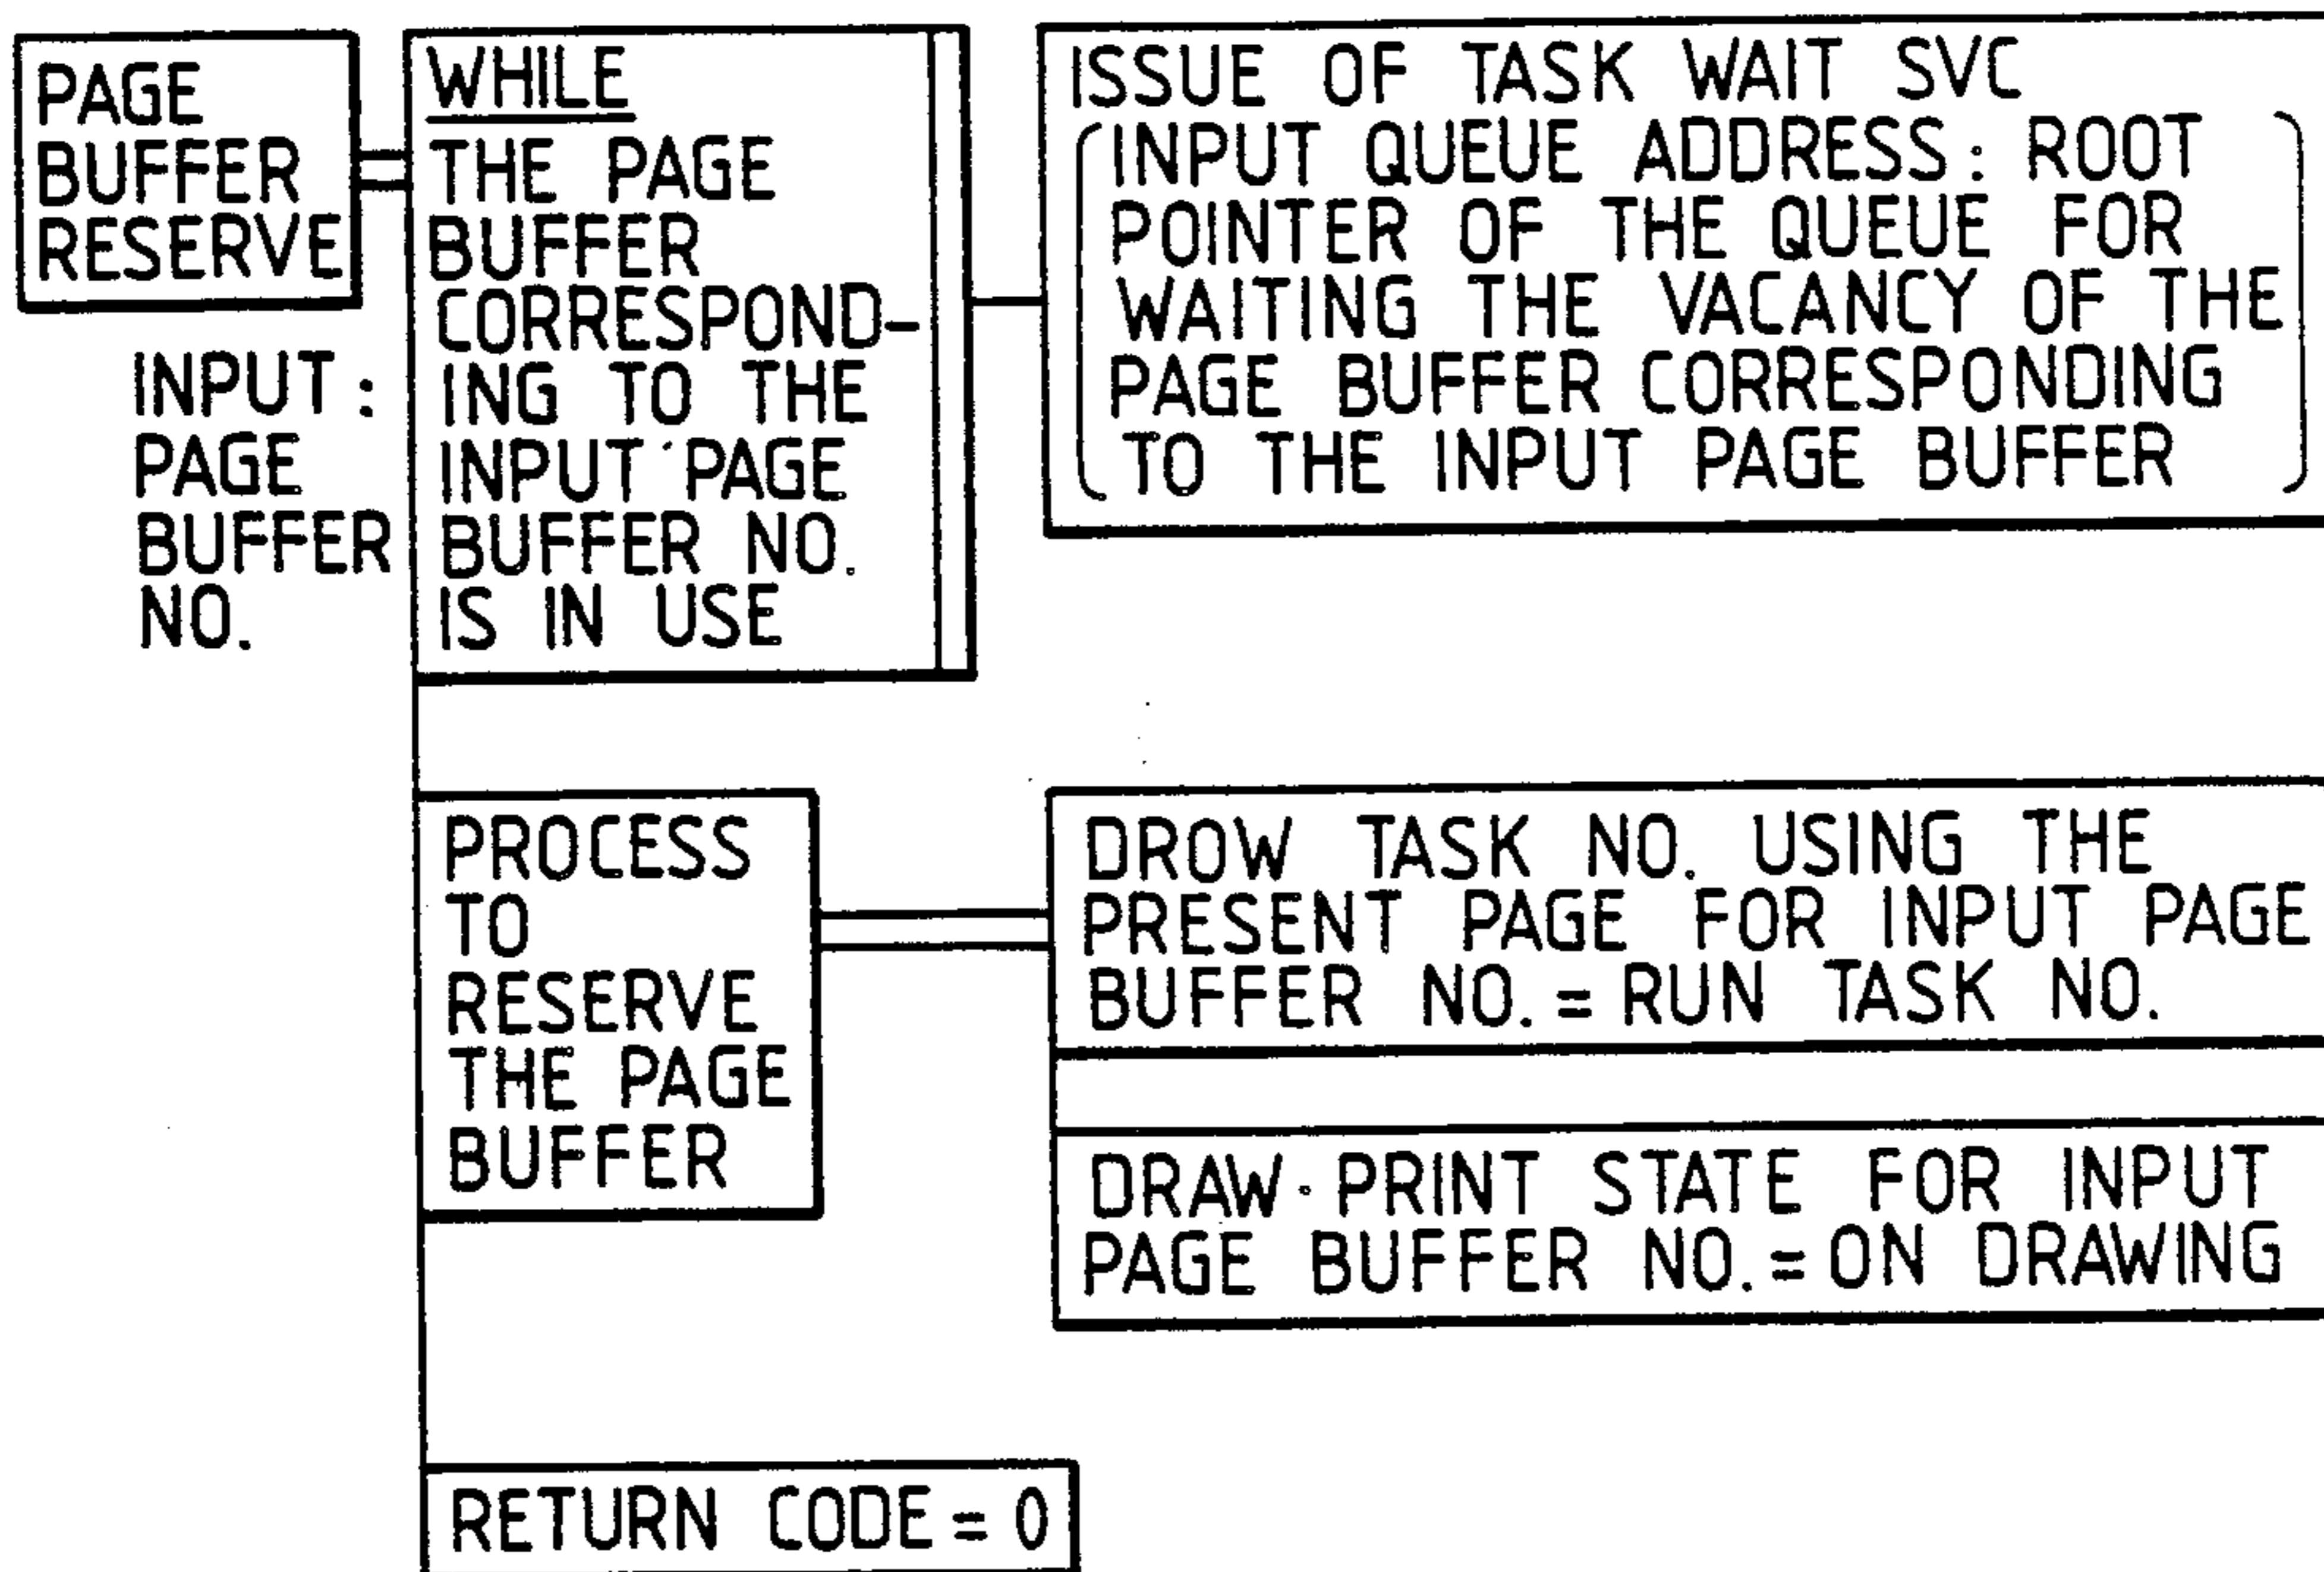 PAGE
BUFFER
RESERVE
INPUT:
PAGE
BUFFER
NO.
WHILE
THE PAGE
BUFFER
CORRESPOND-
ING TO THE
INPUT PAGE
BUFFER NO.
IS IN USE
ISSUE OF TASK WAIT SVC
(INPUT QUEUE ADDRESS: ROOT
POINTER OF THE QUEUE FOR
WAITING THE VACANCY OF THE
PAGE BUFFER CORRESPONDING
TO THE INPUT PAGE BUFFER)
PROCESS
TO
RESERVE
THE PAGE
BUFFER
DROW TASK NO. USING THE
PRESENT PAGE FOR INPUT PAGE
BUFFER NO. = RUN TASK NO.
DRAW·PRINT STATE FOR INPUT
PAGE BUFFER NO. = ON DRAWING
RETURN CODE = 0